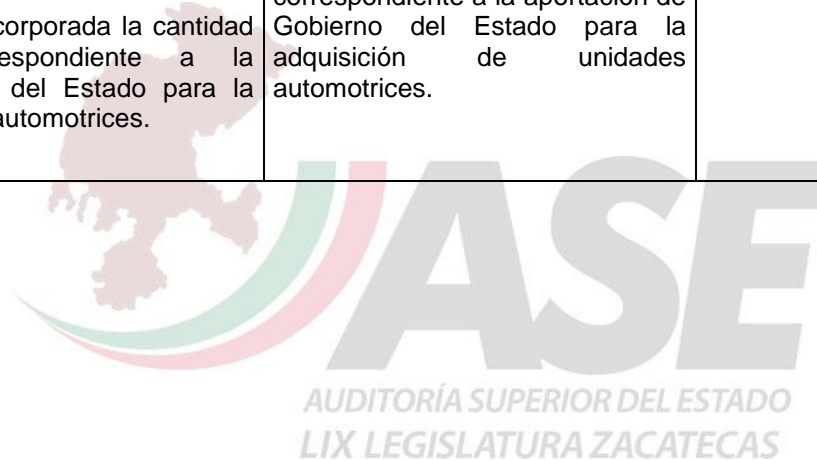 corporada la cantidad
espondiente a la
del Estado para la
automotrices.
correspondiente a la aportación de
Gobierno del Estado para la
adquisición de unidades
automotrices.
ASE
AUDITORÍA SUPERIOR DEL ESTADO
LIX LEGISLATURA ZACATECAS